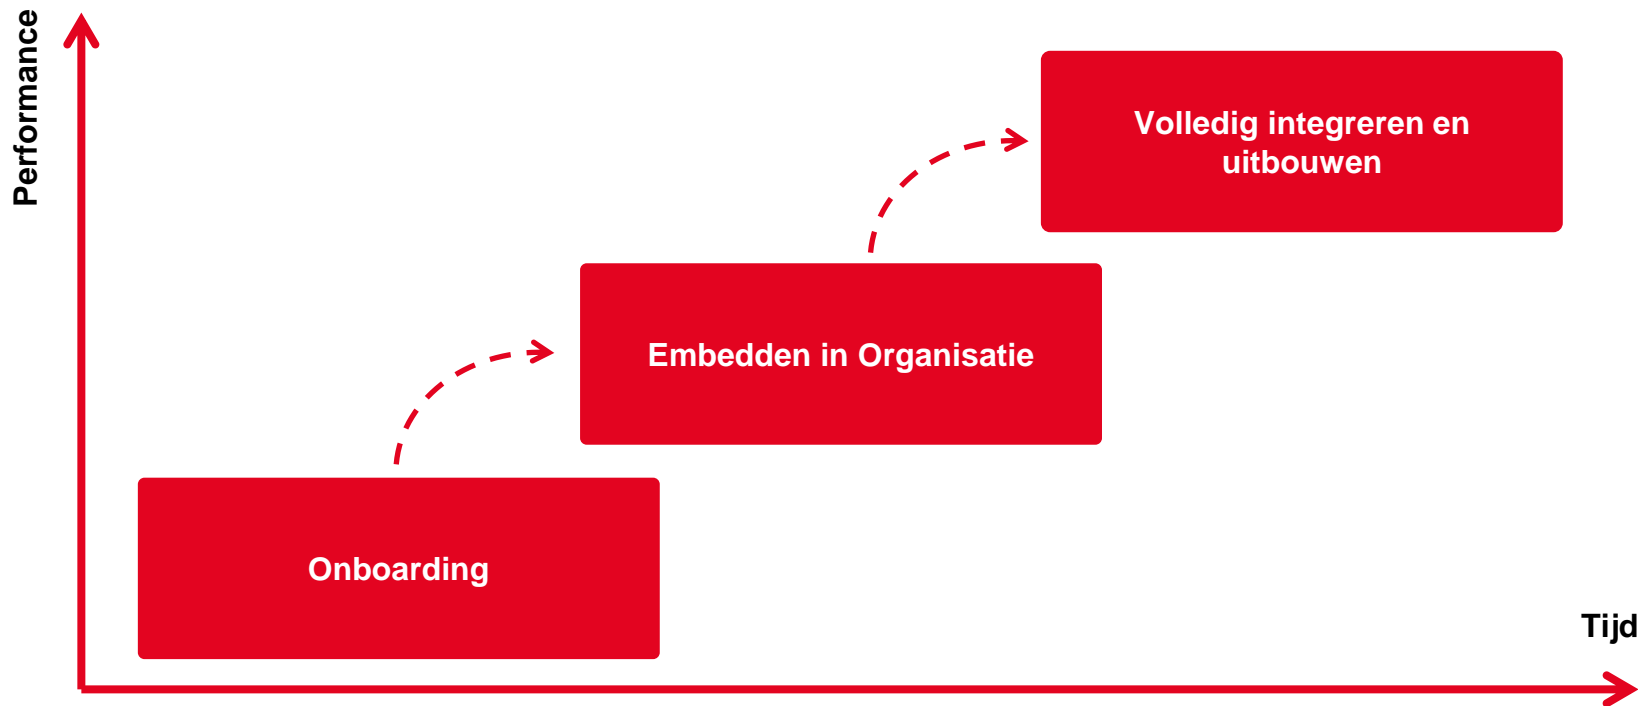 Performance
Volledig integreren en
uitbouwen
Embedden in Organisatie
Onboarding
Tijd